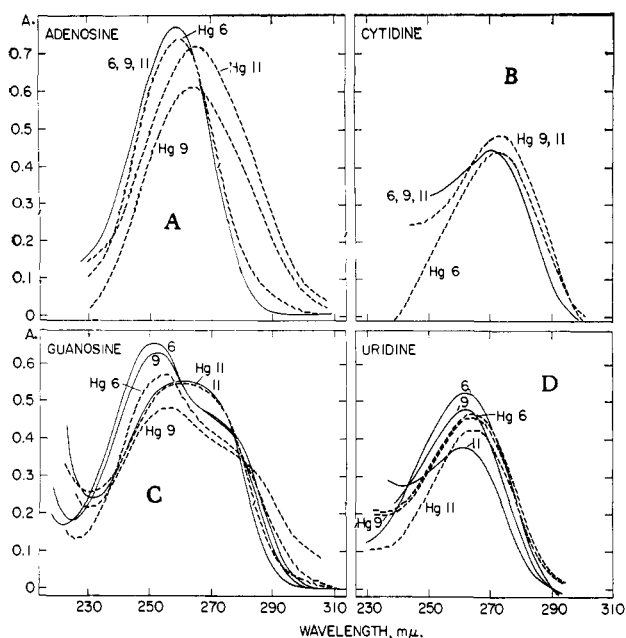 A.
ADENOSINE
Hg 6
6, 9, 11
Hg 11
Hg 9
A
0.7
0.6
0.5
0.4
0.3
0.2
0.1
0
CYTIDINE
B
Hg 9, 11
6, 9, 11
Hg 6
A.
GUANOSINE
6
9
Hg 6
Hg 11
11
Hg 9
C
0.6
0.5
0.4
0.3
0.2
0.1
0
230 250 270 290 310
URIDINE
D
6
9
Hg 6
11
Hg 9
Hg 11
230 250 270 290 310
WAVELENGTH, mμ.